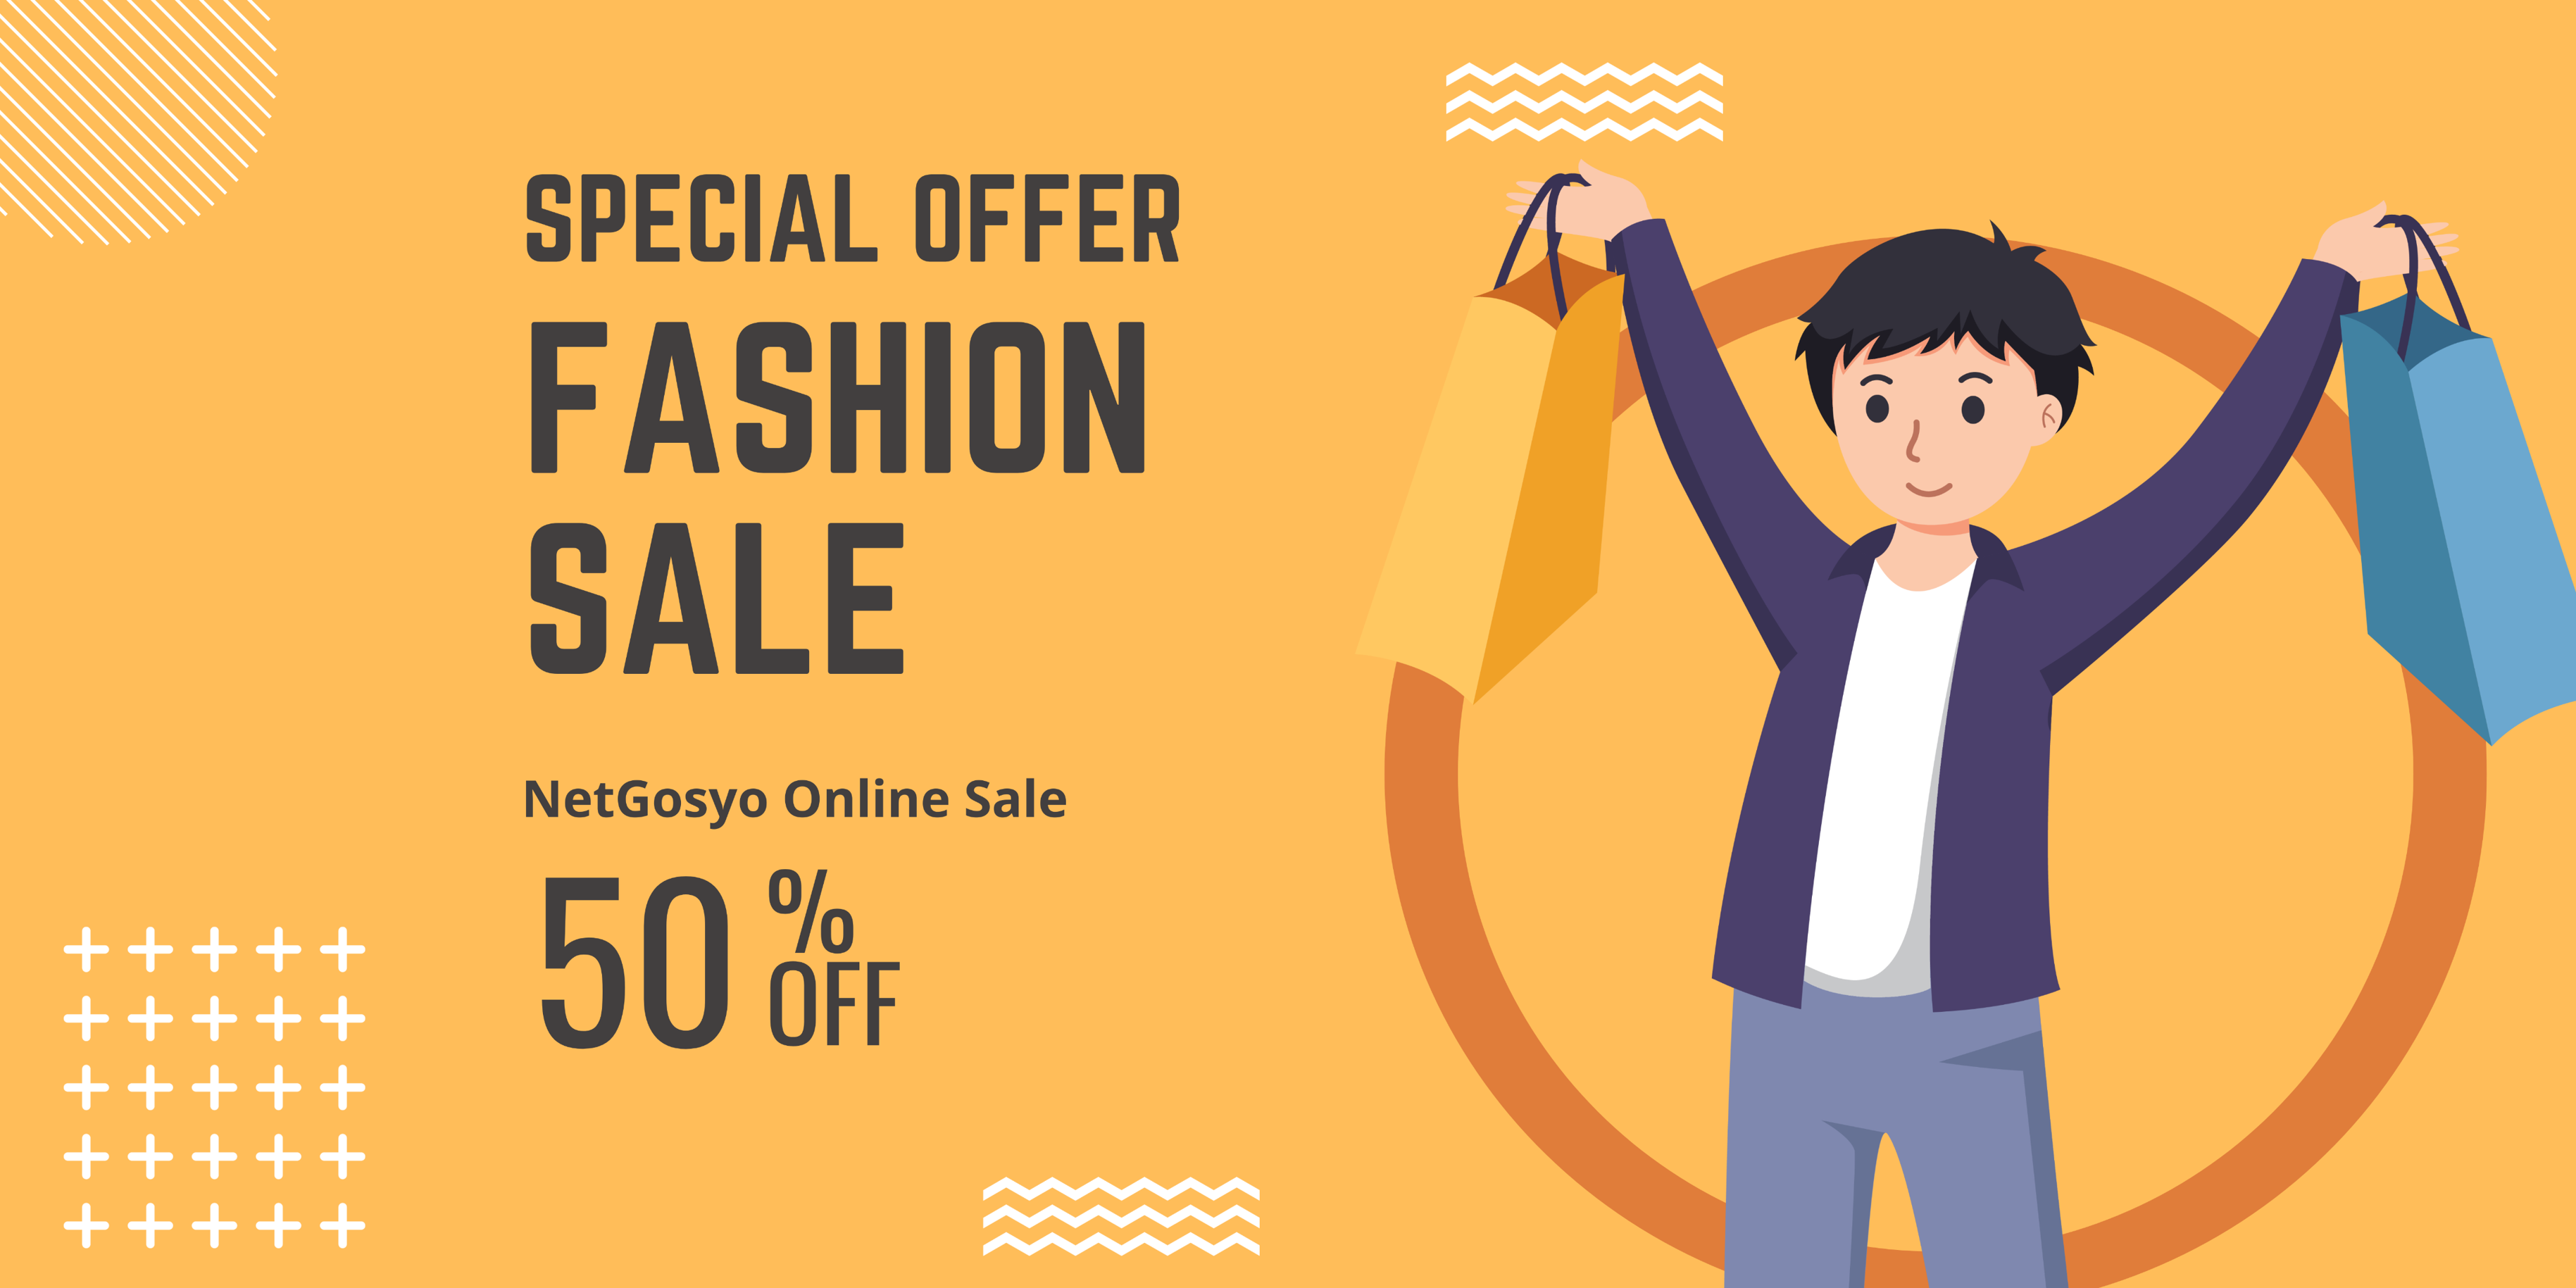 SPECIAL OFFER
FASHION
SALE
NetGosyo Online Sale
50 %
OFF